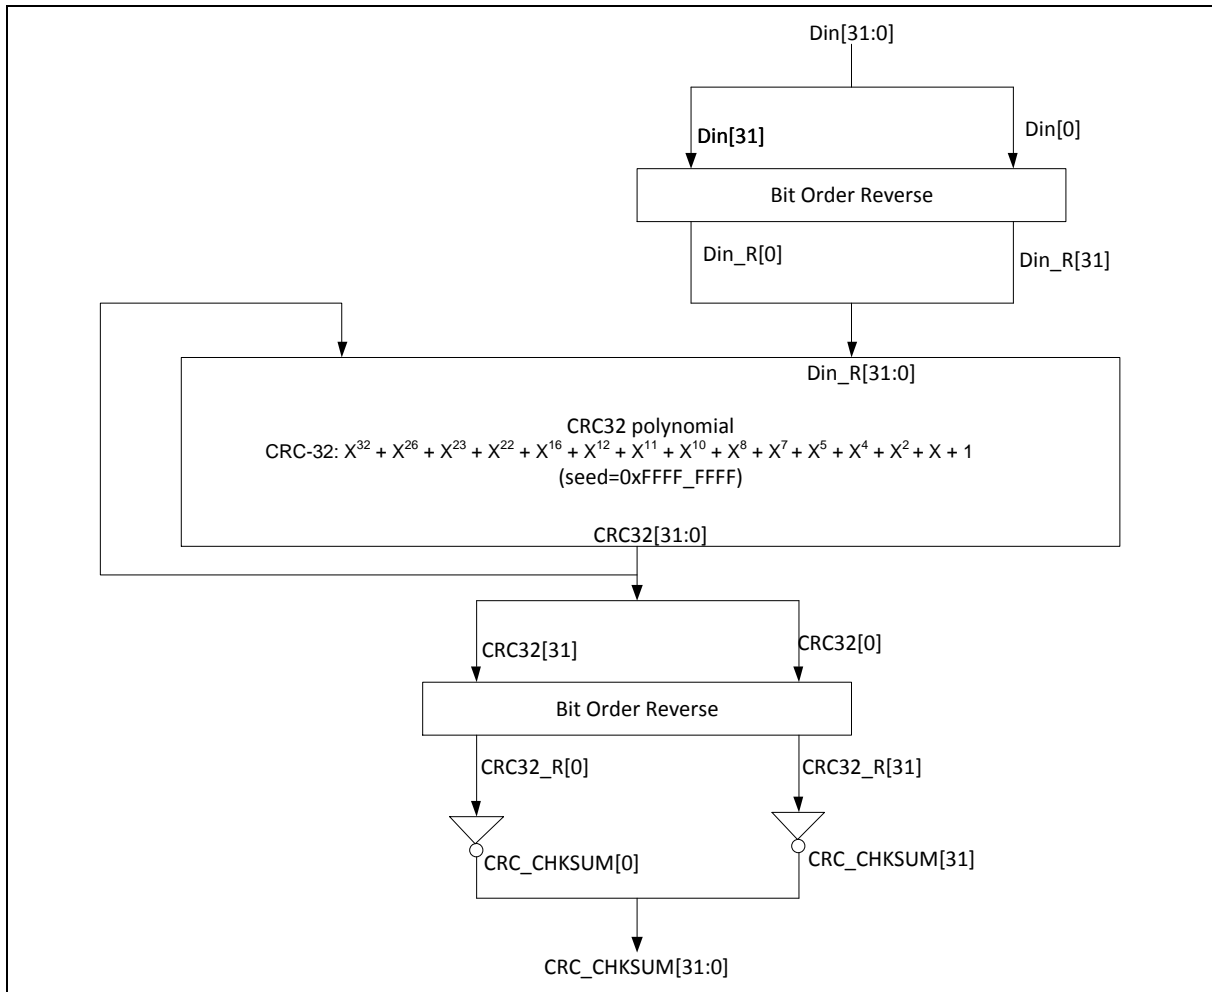 Din[31:0]
Din[31]
Din[0]
Bit Order Reverse
Din_R[0]
Din_R[31]
Din_R[31:0]
CRC32 polynomial
CRC-32: X³² + X²⁶ + X²³ + X²² + X¹⁶ + X¹² + X¹¹ + X¹⁰ + X⁸ + X⁷ + X⁵ + X⁴ + X² + X + 1
(seed=0xFFFF_FFFF)
CRC32[31:0]
CRC32[31]
CRC32[0]
Bit Order Reverse
CRC32_R[0]
CRC32_R[31]
CRC_CHKSUM[0]
CRC_CHKSUM[31]
CRC_CHKSUM[31:0]